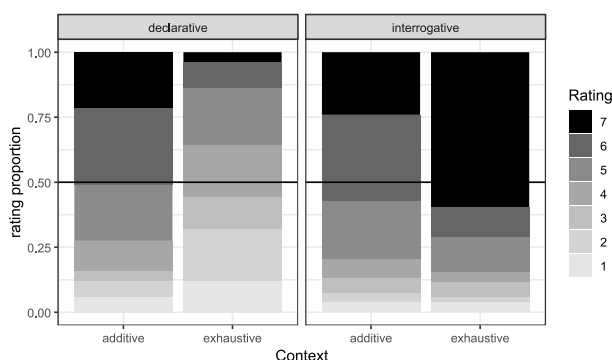 declarative
interrogative
1.00
0.75
0.50
0.25
0.00
rating proportion
additive
exhaustive
additive
exhaustive
Context
Rating
7
6
5
4
3
2
1